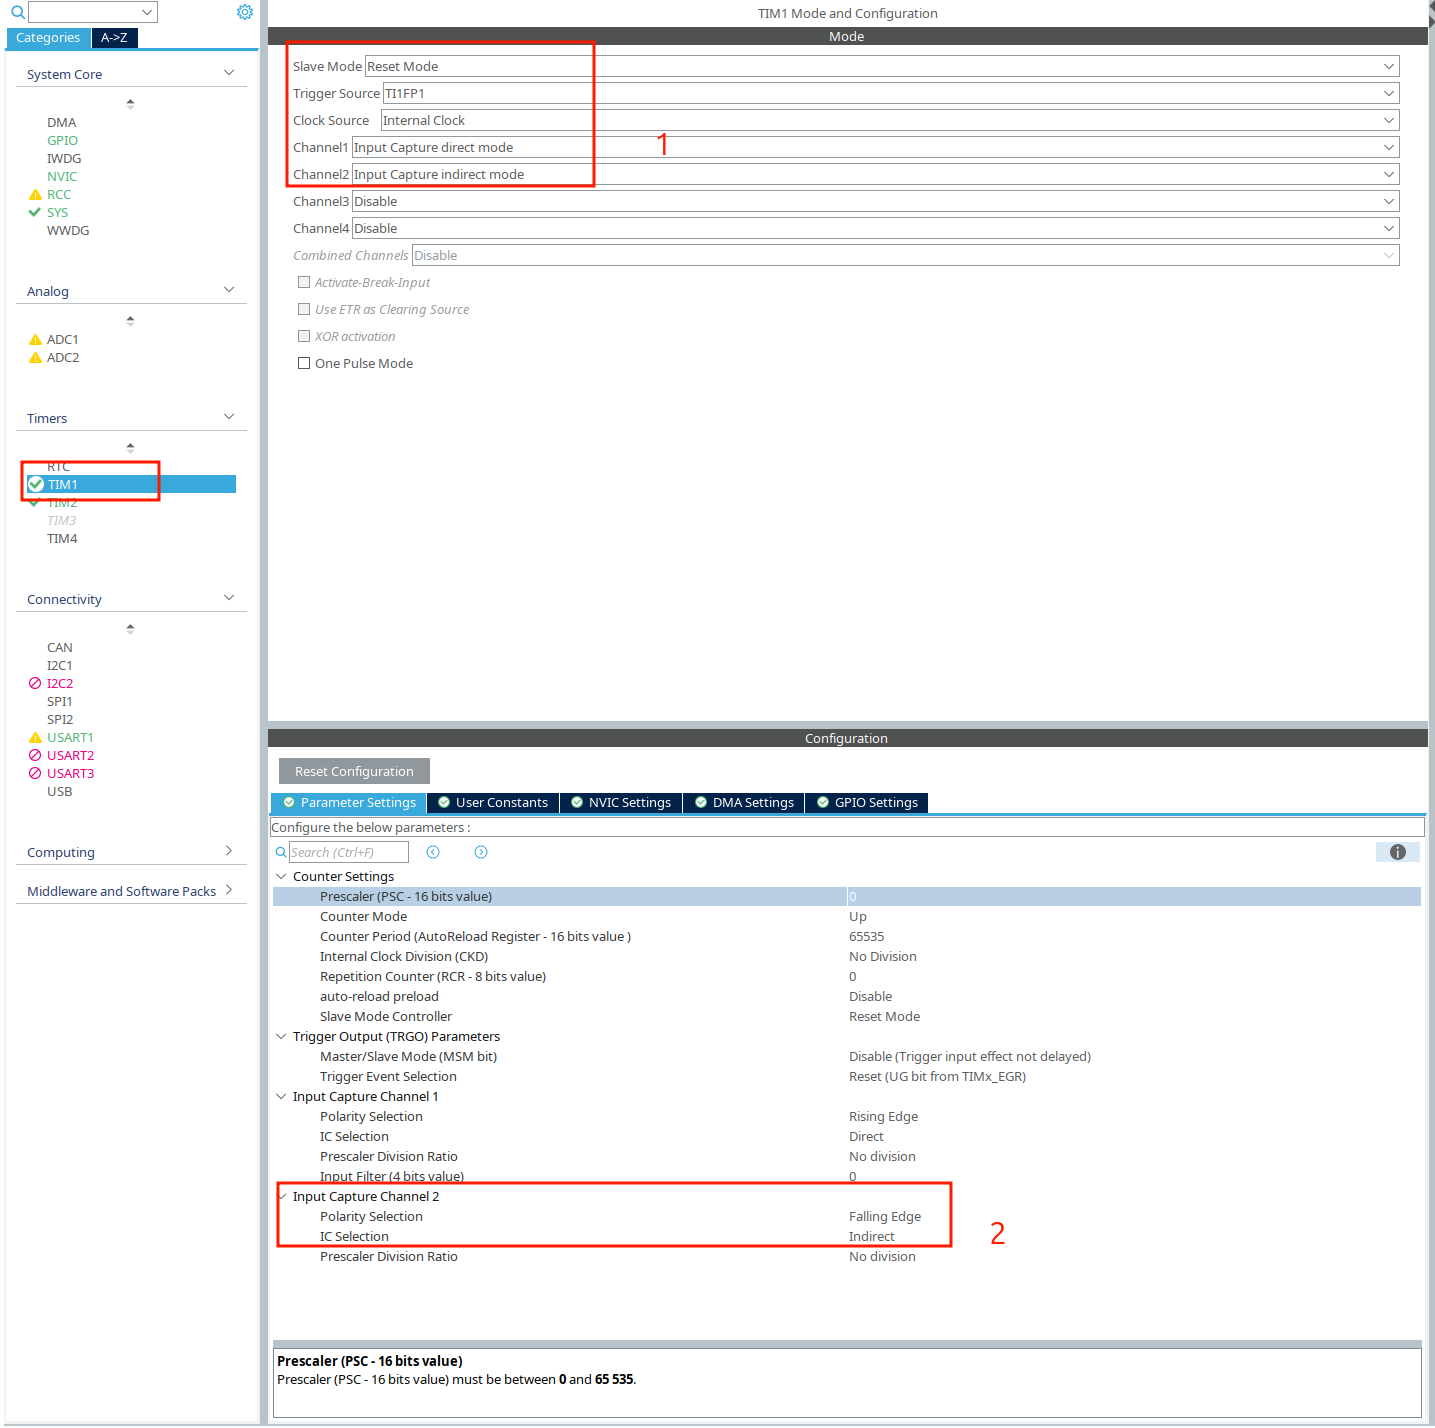 Categories
A->Z
System Core
DMA
GPIO
IWDG
NVIC
RCC
SYS
WWDG
Analog
ADC1
ADC2
Timers
RTC
TIM1
TIM2
TIM3
TIM4
Connectivity
CAN
I2C1
I2C2
SPI1
SPI2
USART1
USART2
USART3
USB
Computing
Middleware and Software Packs
TIM1 Mode and Configuration
Mode
Slave Mode Reset Mode
Trigger Source TI1FP1
Clock Source Internal Clock
Channel1 Input Capture direct mode
1
Channel2 Input Capture indirect mode
Channel3 Disable
Channel4 Disable
Combined Channels Disable
Activate-Break-Input
Use ETR as Clearing Source
XOR activation
One Pulse Mode
Configuration
Reset Configuration
Parameter Settings
User Constants
NVIC Settings
DMA Settings
GPIO Settings
Configure the below parameters :
Search (Ctrl+F)
Counter Settings
Prescaler (PSC - 16 bits value) 0
Counter Mode Up
Counter Period (AutoReload Register - 16 bits value ) 65535
Internal Clock Division (CKD) No Division
Repetition Counter (RCR - 8 bits value) 0
auto-reload preload Disable
Slave Mode Controller Reset Mode
Trigger Output (TRGO) Parameters
Master/Slave Mode (MSM bit) Disable (Trigger input effect not delayed)
Trigger Event Selection Reset (UG bit from TIMx_EGR)
Input Capture Channel 1
Polarity Selection Rising Edge
IC Selection Direct
Prescaler Division Ratio No division
Input Filter (4 bits value) 0
Input Capture Channel 2
Polarity Selection Falling Edge
2
IC Selection Indirect
Prescaler Division Ratio No division
Prescaler (PSC - 16 bits value)
Prescaler (PSC - 16 bits value) must be between 0 and 65 535.